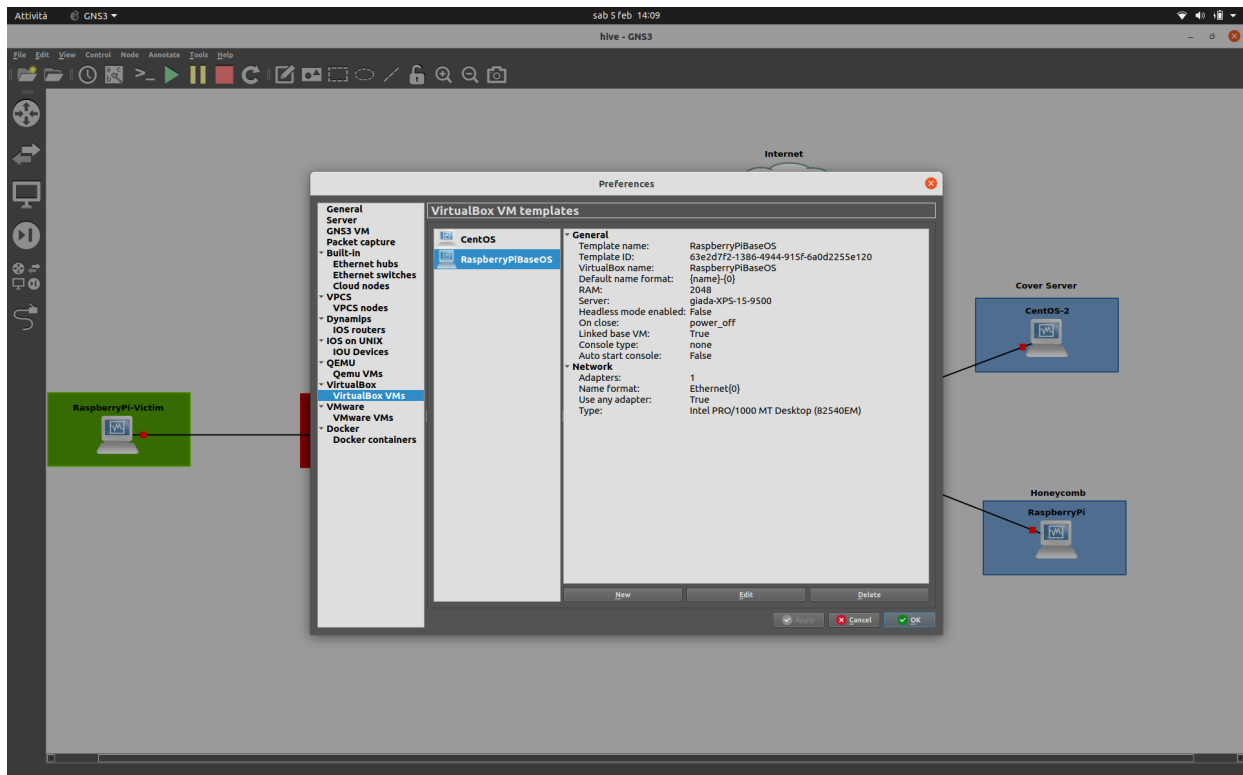 Attività GNS3 sab 5 feb 14:09
hive - GNS3
File Edit View Control Node Annotate Tools Help
Internet
Preferences
General
Server
GNS3 VM
Packet capture
Built-in
Ethernet hubs
Ethernet switches
Cloud nodes
VPCS
VPCS nodes
Dynamips
IOS routers
IOS on UNIX
IOU Devices
QEMU
Qemu VMs
VirtualBox
VirtualBox VMs
VMware
VMware VMs
Docker
Docker containers
VirtualBox VM templates
CentOS
RaspberryPiBaseOS
General
Template name: RaspberryPiBaseOS
Template ID: 63e2d7f2-1386-4944-915f-6a0d2255e120
VirtualBox name: RaspberryPiBaseOS
Default name format: {name}-{0}
RAM: 2048
Server: giada-XPS-15-9500
Headless mode enabled: False
On close: power_off
Linked base VM: True
Console type: none
Auto start console: False
Network
Adapters: 1
Name format: Ethernet{0}
Use any adapter: True
Type: Intel PRO/1000 MT Desktop (82540EM)
New Edit Delete
Apply Cancel OK
RaspberryPi-Victim
Cover Server
CentOS-2
Honeycomb
RaspberryPi